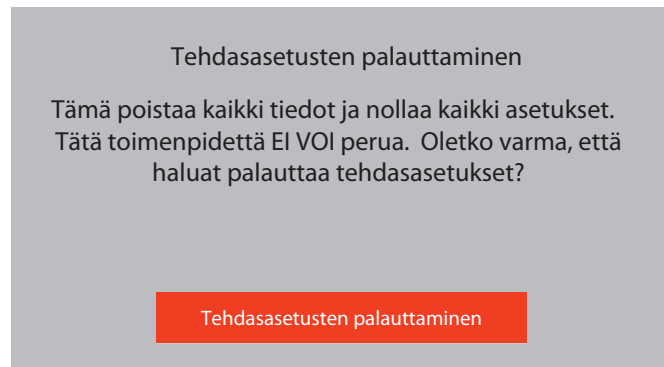 Tehdasasetusten palauttaminen
Tämä poistaa kaikki tiedot ja nollaa kaikki asetukset.
Tätä toimenpidettä EI VOI perua. Oletko varma, että
haluat palauttaa tehdasasetukset?
Tehdasasetusten palauttaminen